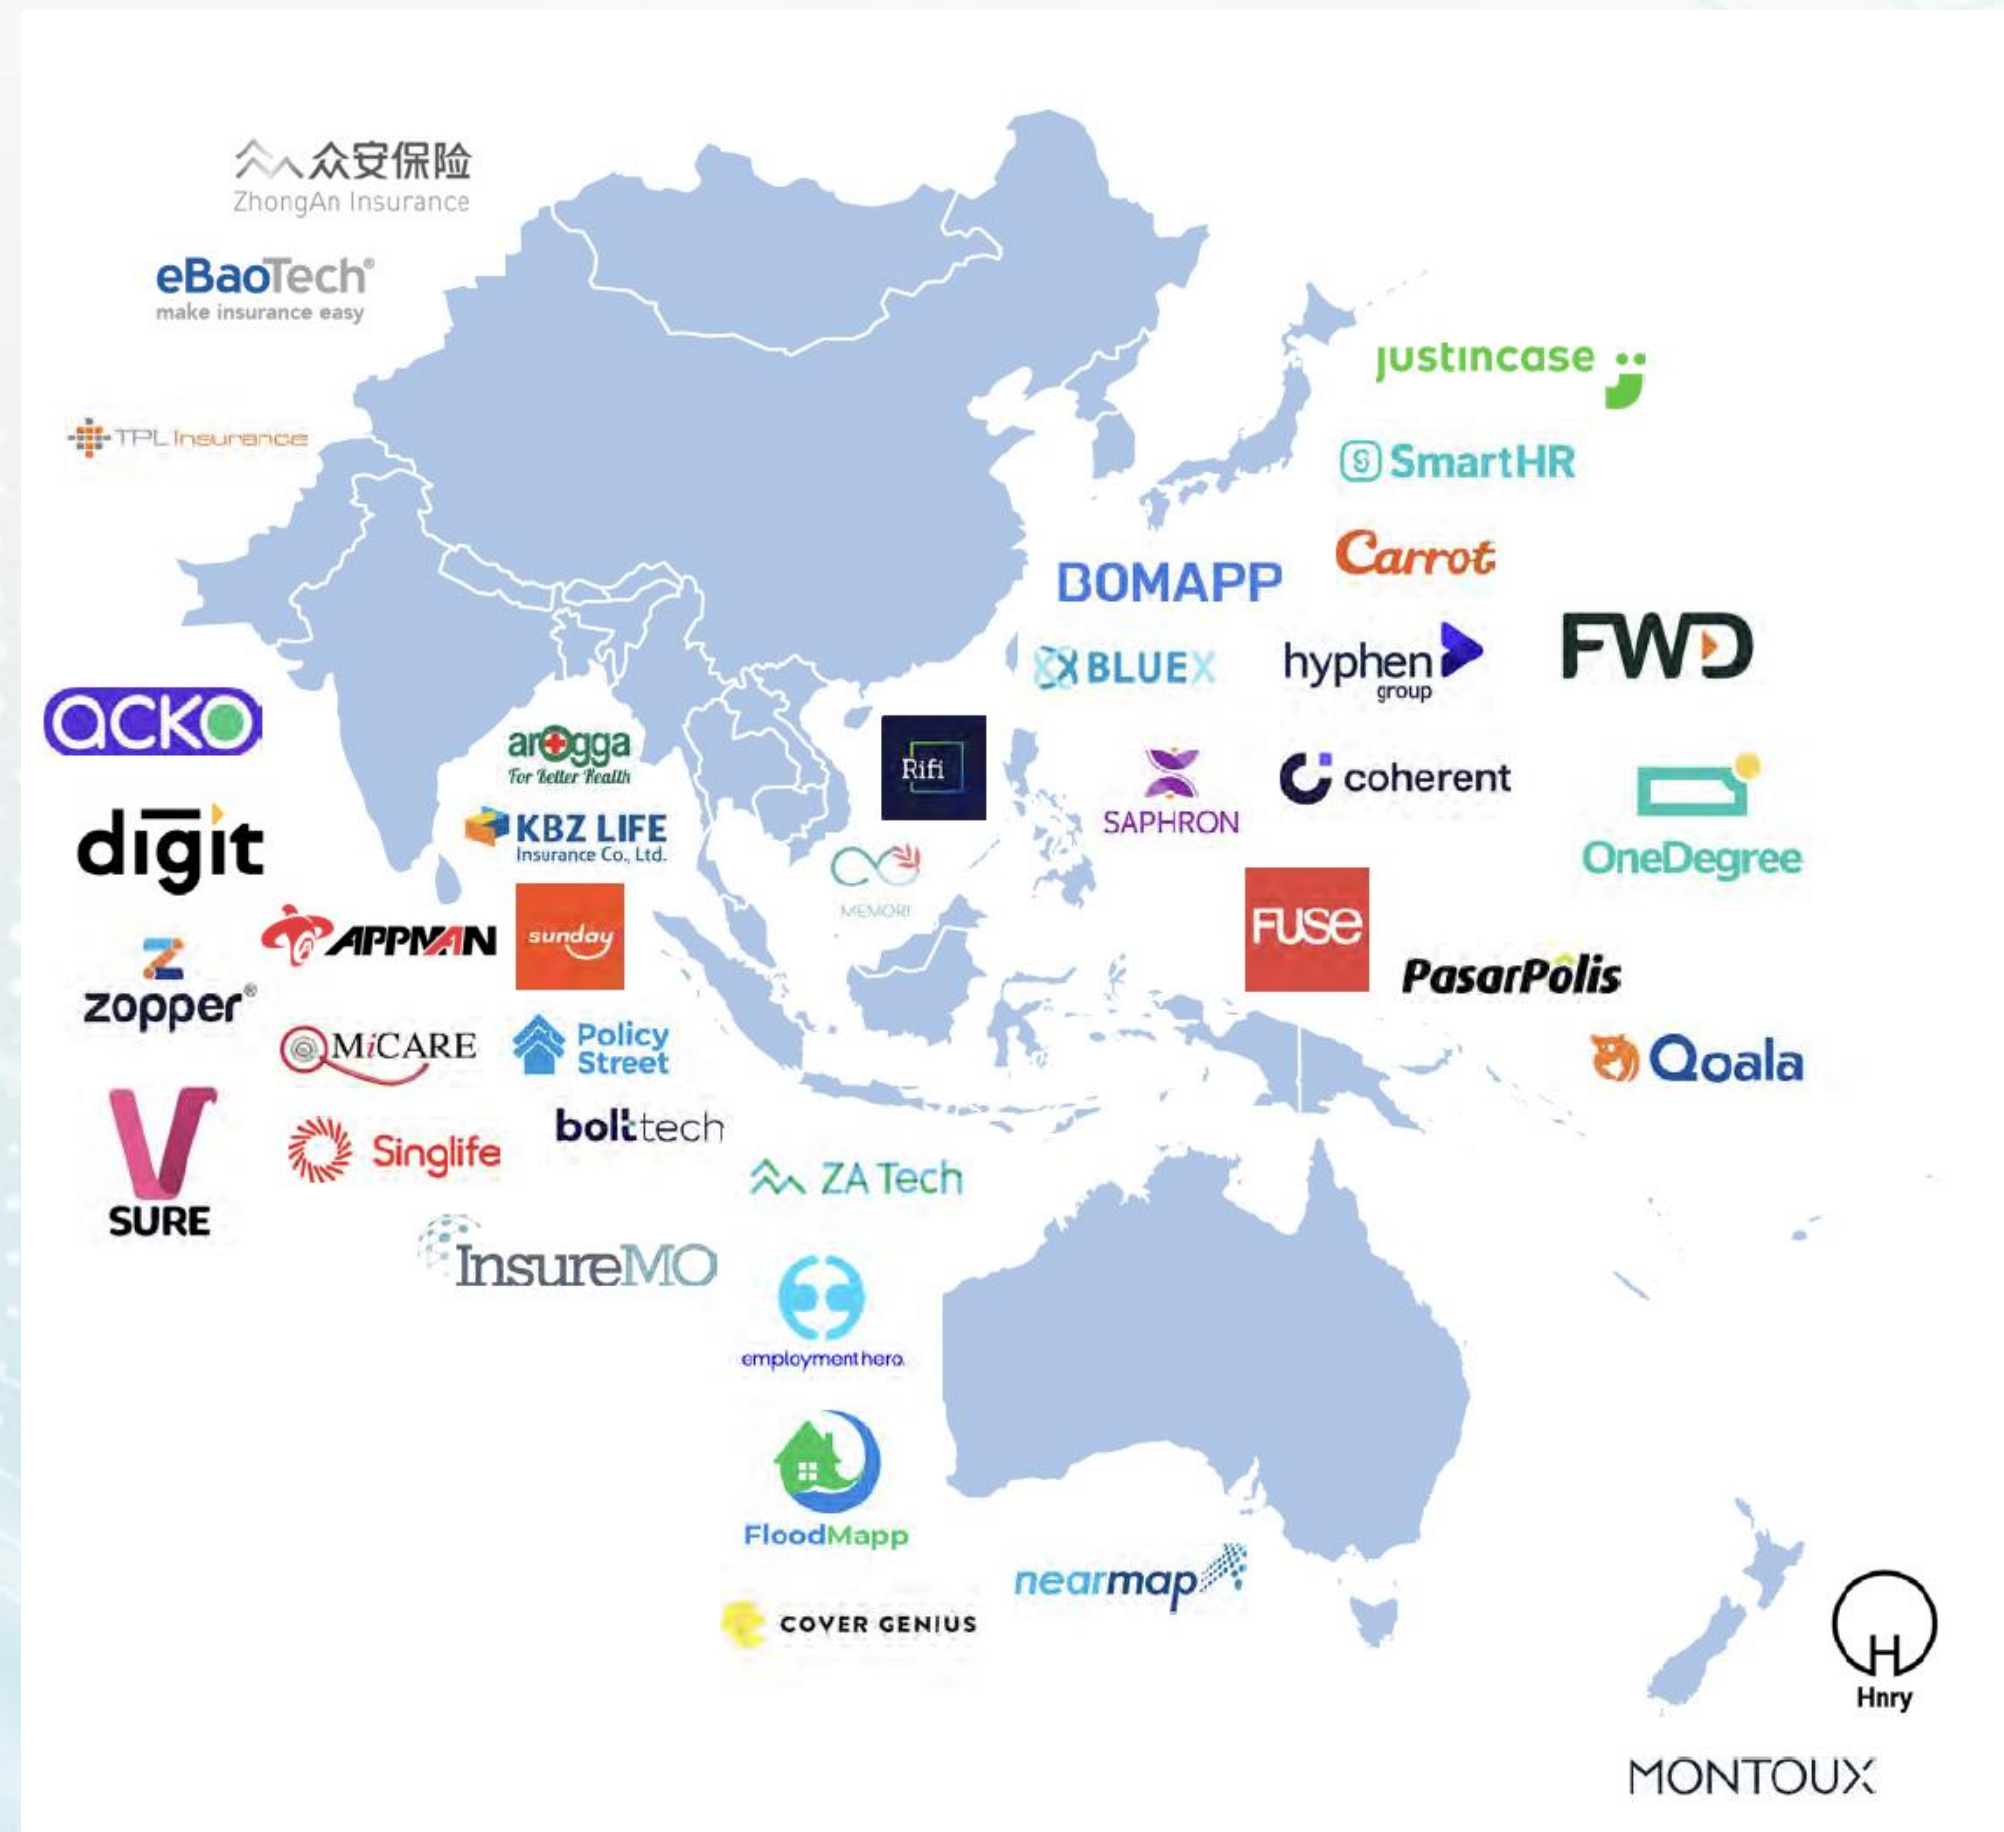 众安保险
ZhongAn Insurance
eBaoTech®
make insurance easy
justincase
TPL Insurance
SmartHR
Carrot
BOMAPP
FWD
BLUEX
hyphen
group
acko
arogga
For Better Health
Rifi
coherent
SAPHRON
digit
KBZ LIFE
Insurance Co., Ltd.
OneDegree
MEMORI
FUSE
APPMAN
sunday
PasarPolis
zopper®
MiCARE
Policy
Street
Qoala
bolttech
Singlife
ZA Tech
V
SURE
InsureMO
employment hero
FloodMapp
nearmap
COVER GENIUS
H
Hnry
MONTOUX